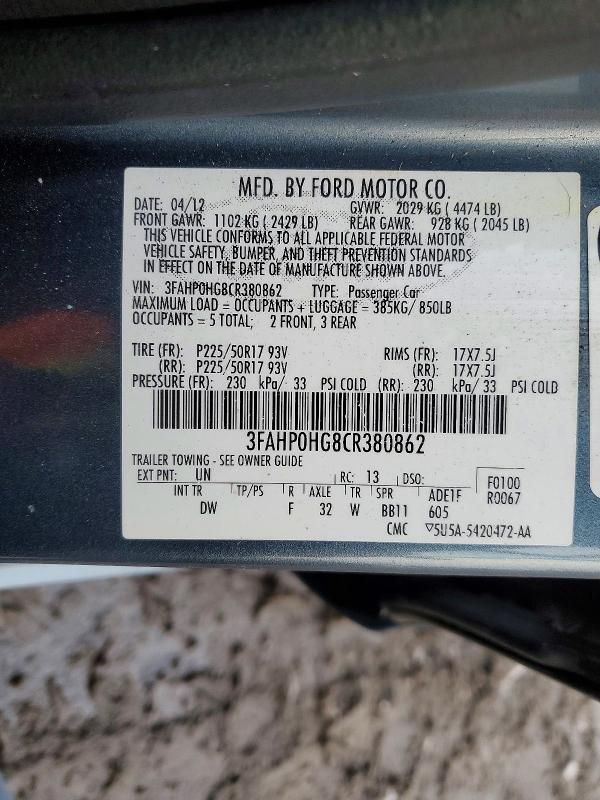 MFD. BY FORD MOTOR CO.
DATE: 04/12 GVWR: 2029 KG ( 4474 LB)
FRONT GAWR: 1102 KG ( 2429 LB) REAR GAWR: 928 KG ( 2045 LB)
THIS VEHICLE CONFORMS TO ALL APPLICABLE FEDERAL MOTOR
VEHICLE SAFETY, BUMPER, AND THEFT PREVENTION STANDARDS
IN EFFECT ON THE DATE OF MANUFACTURE SHOWN ABOVE.
VIN: 3FAHP0HG8CR380862 TYPE: Passenger Car
MAXIMUM LOAD = OCCUPANTS + LUGGAGE = 385KG/ 850LB
OCCUPANTS = 5 TOTAL; 2 FRONT, 3 REAR
TIRE (FR): P225/50R17 93V RIMS (FR): 17X7.5J
(RR): P225/50R17 93V (RR): 17X7.5J
PRESSURE (FR): 230 kPa/ 33 PSI COLD (RR): 230 kPa/ 33 PSI COLD
3FAHP0HG8CR380862
TRAILER TOWING - SEE OWNER GUIDE
EXT PNT: UN RC: 13 DSO: F0100
INT TR TP/PS R AXLE TR SPR ADE1F R0067
DW F 32 W BB11 605
CMC ▽5U5A-5420472-AA